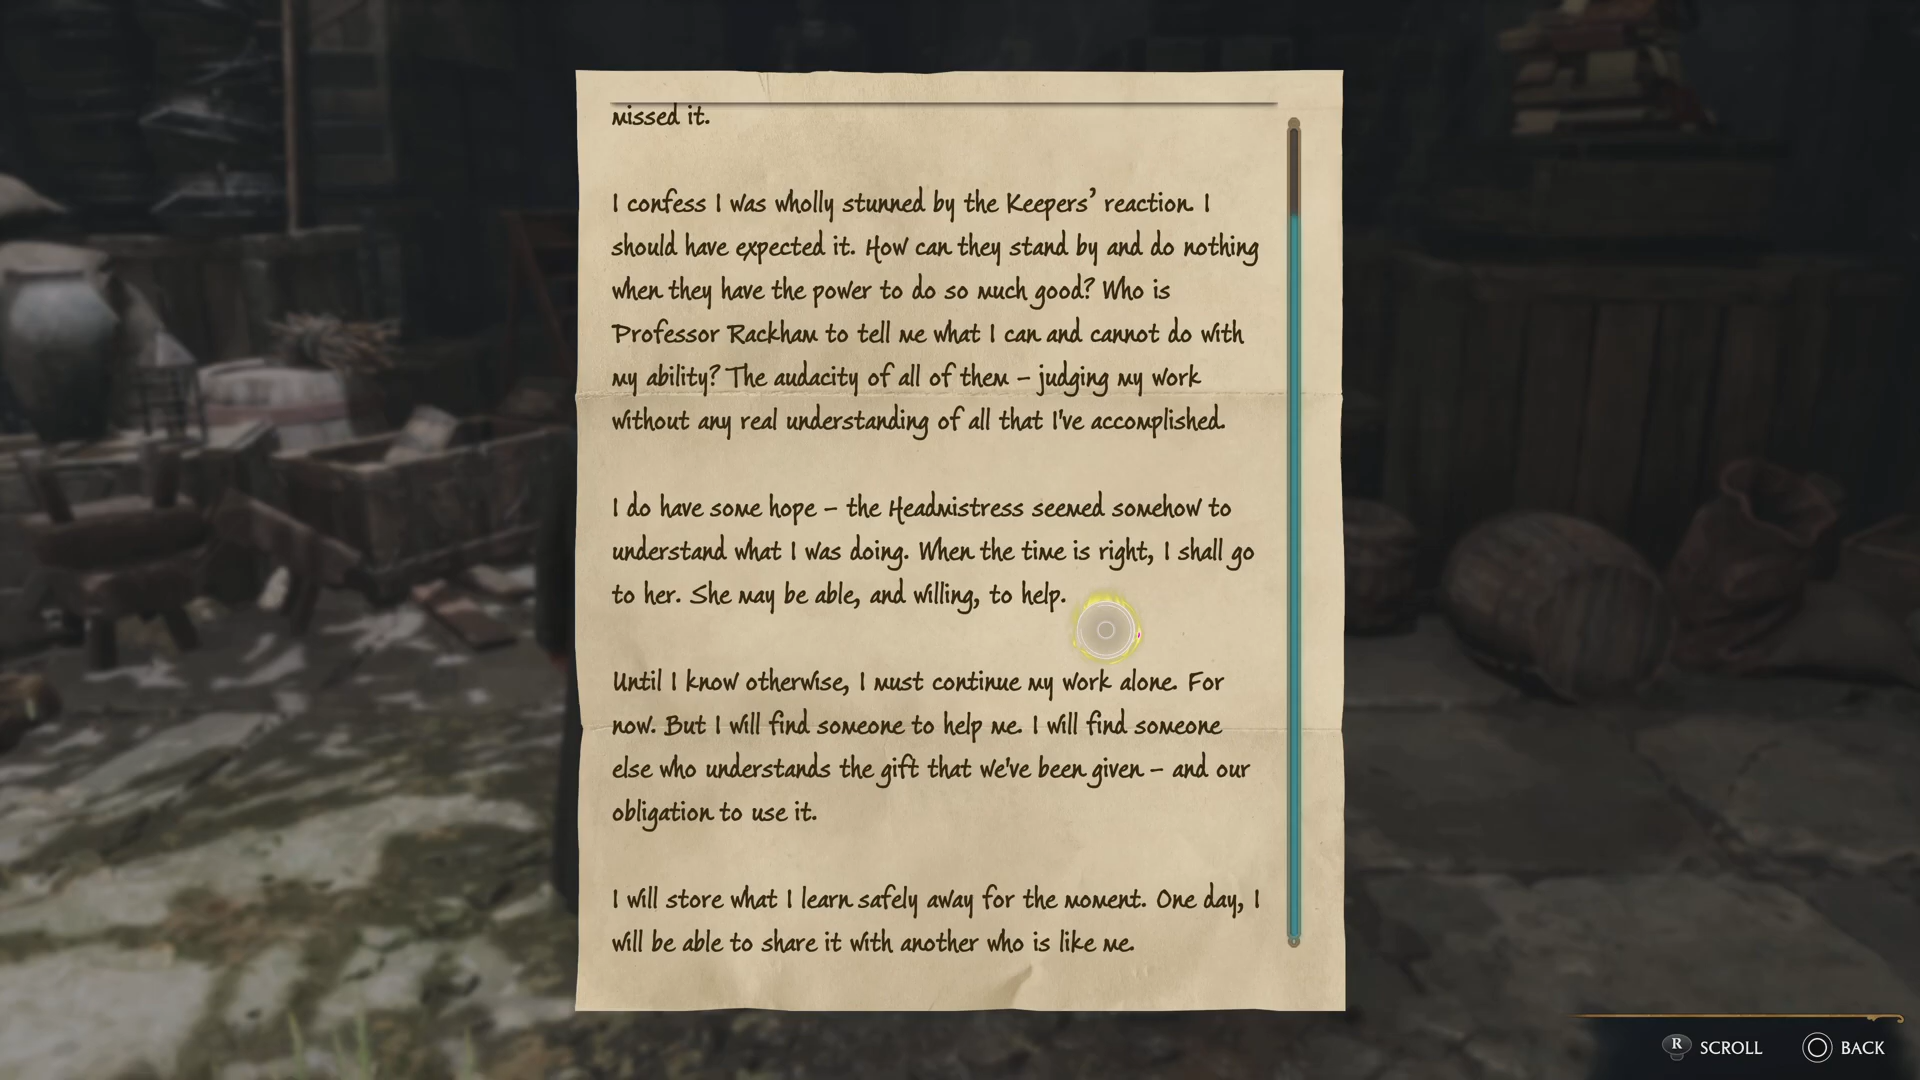 missed it.
I confess I was wholly stunned by the Keepers’ reaction. I
should have expected it. How can they stand by and do nothing
when they have the power to do so much good? Who is
Professor Rackham to tell me what I can and cannot do with
my ability? The audacity of all of them – judging my work
without any real understanding of all that I've accomplished.
I do have some hope – the Headmistress seemed somehow to
understand what I was doing. When the time is right, I shall go
to her. She may be able, and willing, to help.
Until I know otherwise, I must continue my work alone. For
now. But I will find someone to help me. I will find someone
else who understands the gift that we've been given – and our
obligation to use it.
I will store what I learn safely away for the moment. One day, I
will be able to share it with another who is like me.
R SCROLL
BACK